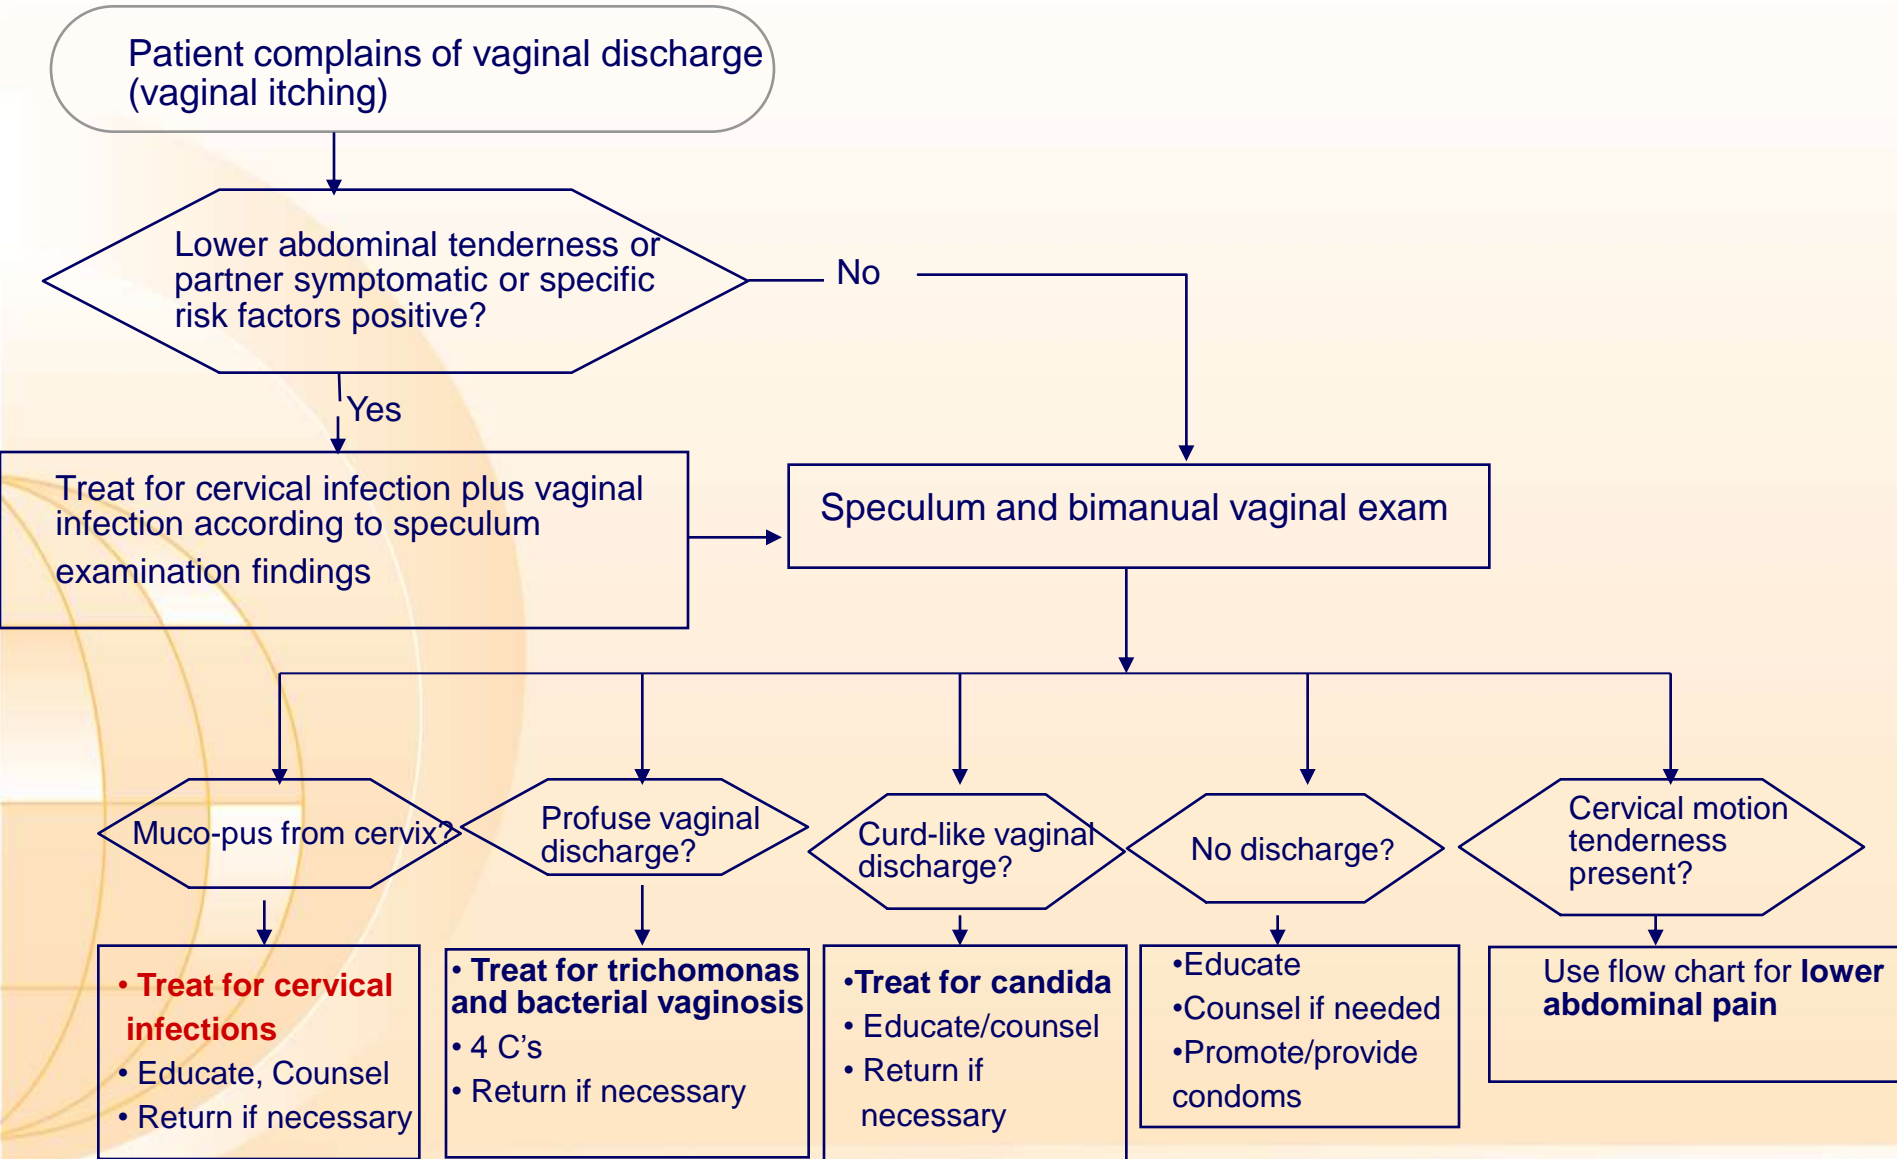 Patient complains of vaginal discharge
(vaginal itching)
Lower abdominal tenderness or
partner symptomatic or specific
risk factors positive?
No
Yes
Treat for cervical infection plus vaginal
infection according to speculum
examination findings
Speculum and bimanual vaginal exam
Muco-pus from cervix?
Profuse vaginal
discharge?
Curd-like vaginal
discharge?
No discharge?
Cervical motion
tenderness
present?
• Treat for cervical
infections
• Educate, Counsel
• Return if necessary
• Treat for trichomonas
and bacterial vaginosis
• 4 C’s
• Return if necessary
•Treat for candida
• Educate/counsel
• Return if
necessary
•Educate
•Counsel if needed
•Promote/provide
condoms
Use flow chart for lower
abdominal pain